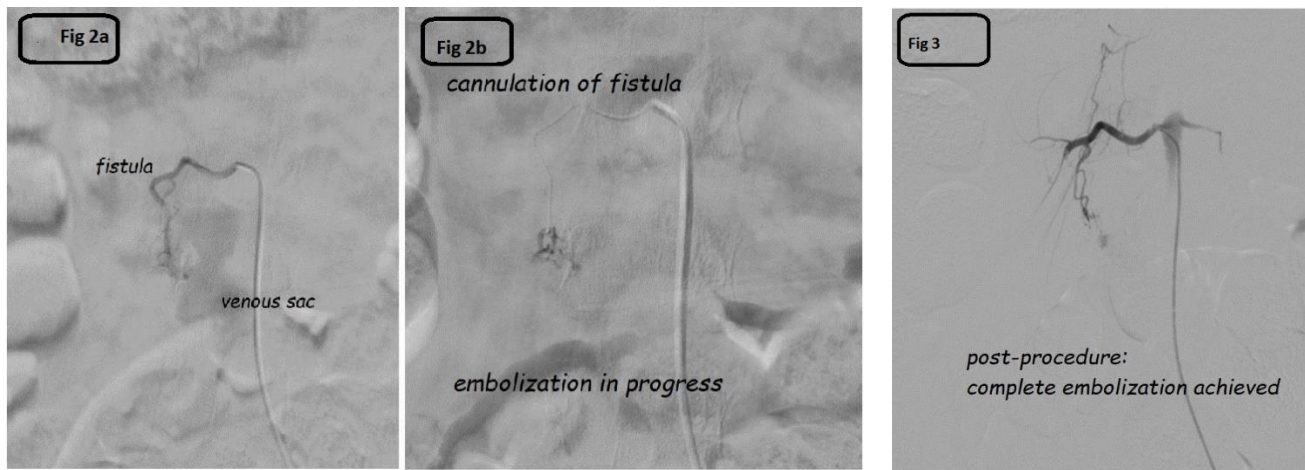 Fig 2a
fistula
venous sac
Fig 2b
cannulation of fistula
embolization in progress
Fig 3
post-procedure:
complete embolization achieved